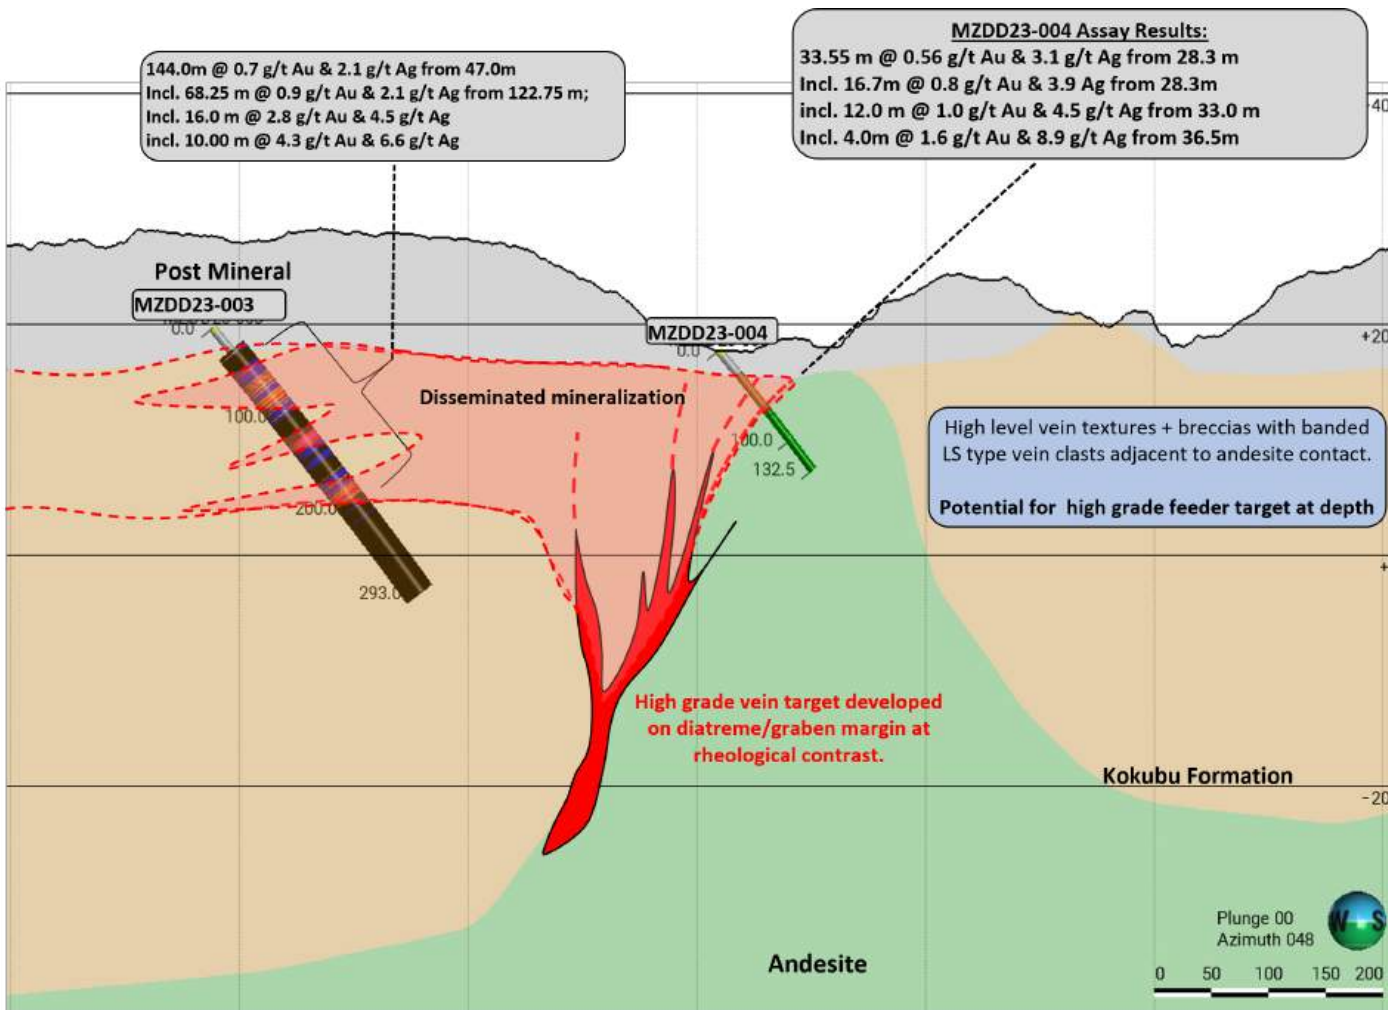 MZDD23-004 Assay Results:
33.55 m @ 0.56 g/t Au & 3.1 g/t Ag from 28.3 m
Incl. 16.7m @ 0.8 g/t Au & 3.9 Ag from 28.3m
incl. 12.0 m @ 1.0 g/t Au & 4.5 g/t Ag from 33.0 m
Incl. 4.0m @ 1.6 g/t Au & 8.9 g/t Ag from 36.5m
144.0m @ 0.7 g/t Au & 2.1 g/t Ag from 47.0m
Incl. 68.25 m @ 0.9 g/t Au & 2.1 g/t Ag from 122.75 m;
Incl. 16.0 m @ 2.8 g/t Au & 4.5 g/t Ag
incl. 10.00 m @ 4.3 g/t Au & 6.6 g/t Ag
40
Post Mineral
MZDD23-003
0.0
MZDD23-004
0.0
+20
Disseminated mineralization
100.0
100.0
132.5
200.0
293.0
High level vein textures + breccias with banded
LS type vein clasts adjacent to andesite contact.
Potential for high grade feeder target at depth
+
High grade vein target developed
on diatreme/graben margin at
rheological contrast.
Kokubu Formation
-20
Andesite
Plunge 00
Azimuth 048
W S
0 50 100 150 200